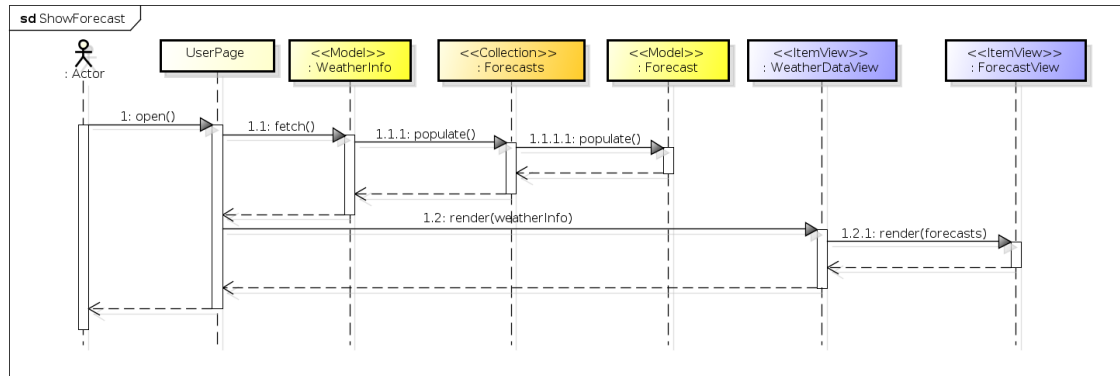 sd ShowForecast
: Actor
UserPage
<<Model>>
: WeatherInfo
<<Collection>>
: Forecasts
<<Model>>
: Forecast
<<ItemView>>
: WeatherDataView
<<ItemView>>
: ForecastView
1: open()
1.1: fetch()
1.1.1: populate()
1.1.1.1: populate()
1.2: render(weatherInfo)
1.2.1: render(forecasts)